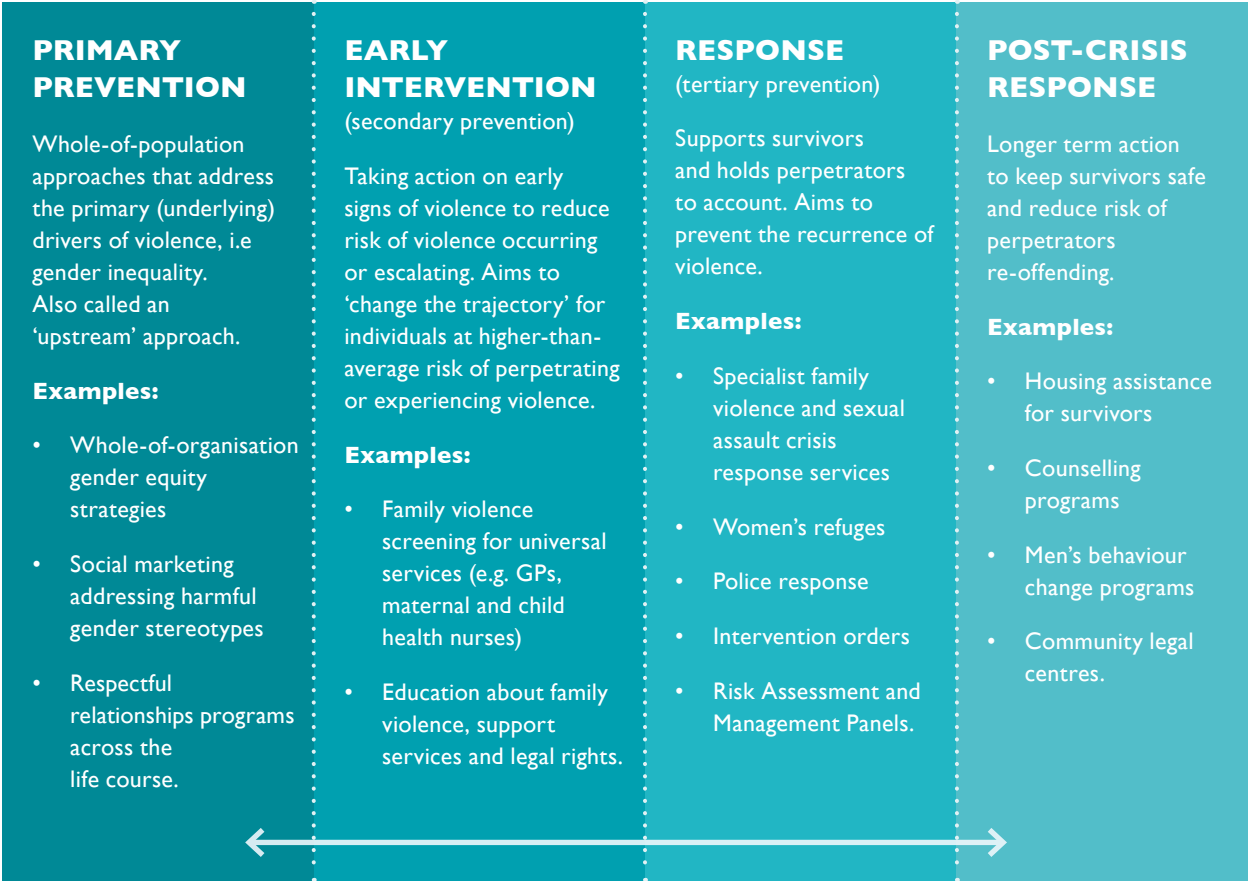 PRIMARY
PREVENTION
Whole-of-population
approaches that address
the primary (underlying)
drivers of violence, i.e
gender inequality.
Also called an
‘upstream’ approach.
Examples:
• Whole-of-organisation
gender equity
strategies
• Social marketing
addressing harmful
gender stereotypes
• Respectful
relationships programs
across the
life course.
EARLY
INTERVENTION
(secondary prevention)
Taking action on early
signs of violence to reduce
risk of violence occurring
or escalating. Aims to
‘change the trajectory’ for
individuals at higher-than-
average risk of perpetrating
or experiencing violence.
Examples:
• Family violence
screening for universal
services (e.g. GPs,
maternal and child
health nurses)
• Education about family
violence, support
services and legal rights.
RESPONSE
(tertiary prevention)
Supports survivors
and holds perpetrators
to account. Aims to
prevent the recurrence of
violence.
Examples:
• Specialist family
violence and sexual
assault crisis
response services
• Women’s refuges
• Police response
• Intervention orders
• Risk Assessment and
Management Panels.
POST-CRISIS
RESPONSE
Longer term action
to keep survivors safe
and reduce risk of
perpetrators
re-offending.
Examples:
• Housing assistance
for survivors
• Counselling
programs
• Men’s behaviour
change programs
• Community legal
centres.